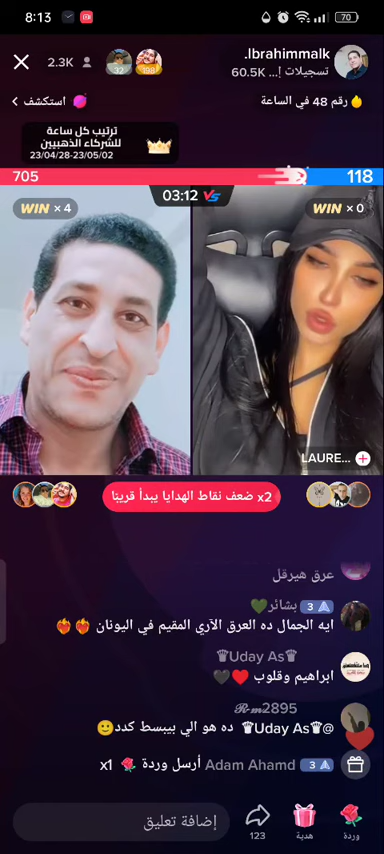 8:13
70
2.3K
32
198
.Ibrahimmalk
تسجيلات إ... 60.5K
استكشف
رقم 48 في الساعة
ترتيب كل ساعة
للشركاء الذهبيين
23/04/28-23/05/02
705
118
03:12 VS
WIN × 4
WIN × 0
LAURE...
x2 ضعف نقاط الهدايا يبدأ قريبًا
عرق هيرقل
3 بشائر💚
ايه الجمال ده العرق الآري المقيم في اليونان ❤️‍🔥❤️‍🔥
♛Uday As♛
ابراهيم وقلوب ❤️🖤
𝓡·𝓶2895
@♛Uday As♛ ده هو الي بيبسط كدد🙂
3 Adam Ahamd أرسل وردة 🌹 x1
إضافة تعليق
123
هدية
وردة